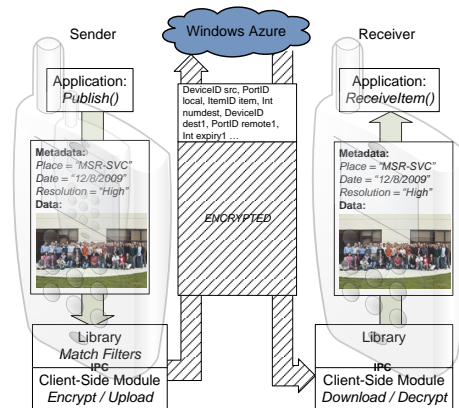 Sender
Windows Azure
Receiver
Application:
Publish()
DeviceID src, PortID
local, ItemID item, Int
numdest, DeviceID
dest1, PortID remote1,
Int expiry1 ...
Application:
ReceiveItem()
Metadata:
Place = "MSR-SVC"
Date = "12/8/2009"
Resolution = "High"
Data:
ENCRYPTED
Metadata:
Place = "MSR-SVC"
Date = "12/8/2009"
Resolution = "High"
Data:
Library
Match Filters
IPC
Client-Side Module
Encrypt / Upload
Library
IPC
Client-Side Module
Download / Decrypt